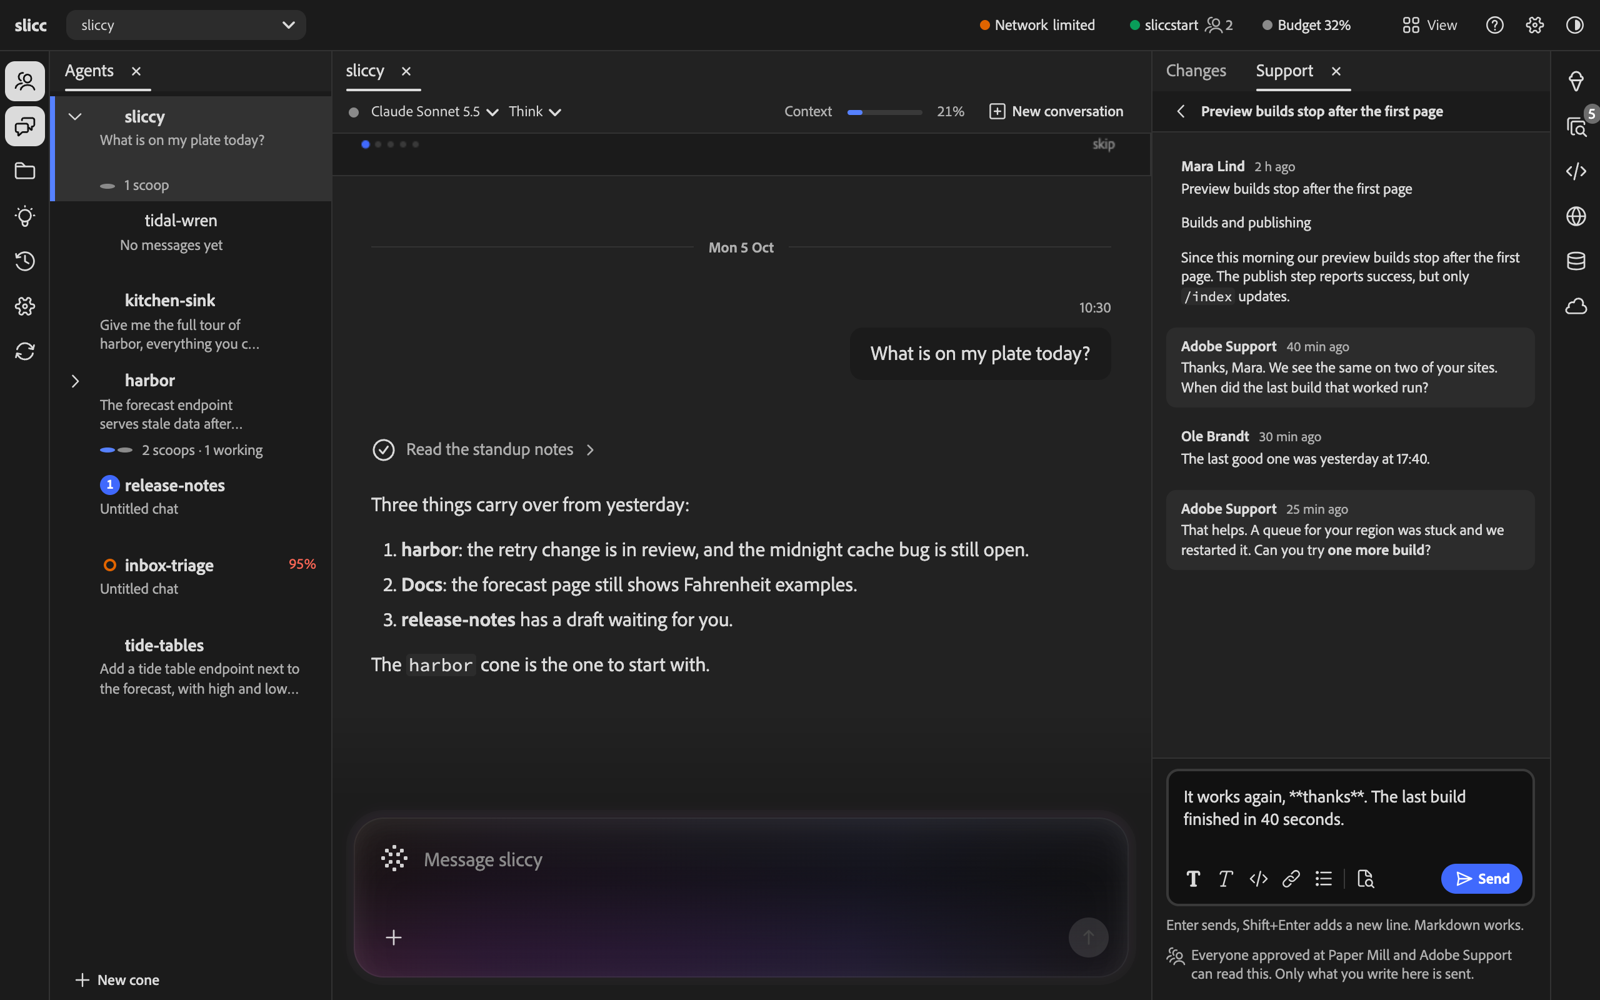 slicc
sliccy
Network limited
sliccstart
2
Budget 32%
View
Agents
sliccy
What is on my plate today?
1 scoop
tidal-wren
No messages yet
kitchen-sink
Give me the full tour of
harbor, everything you c...
harbor
The forecast endpoint
serves stale data after...
2 scoops · 1 working
1 release-notes
Untitled chat
inbox-triage
95%
Untitled chat
tide-tables
Add a tide table endpoint next to
the forecast, with high and low...
New cone
sliccy
Claude Sonnet 5.5
Think
Context
21%
New conversation
skip
Mon 5 Oct
10:30
What is on my plate today?
Read the standup notes
Three things carry over from yesterday:
1. harbor: the retry change is in review, and the midnight cache bug is still open.
2. Docs: the forecast page still shows Fahrenheit examples.
3. release-notes has a draft waiting for you.
The harbor cone is the one to start with.
Message sliccy
Changes
Support
Preview builds stop after the first page
Mara Lind 2 h ago
Preview builds stop after the first page
Builds and publishing
Since this morning our preview builds stop after the first
page. The publish step reports success, but only
/index updates.
Adobe Support 40 min ago
Thanks, Mara. We see the same on two of your sites.
When did the last build that worked run?
Ole Brandt 30 min ago
The last good one was yesterday at 17:40.
Adobe Support 25 min ago
That helps. A queue for your region was stuck and we
restarted it. Can you try one more build?
It works again, **thanks**. The last build
finished in 40 seconds.
Send
Enter sends, Shift+Enter adds a new line. Markdown works.
Everyone approved at Paper Mill and Adobe Support
can read this. Only what you write here is sent.
5